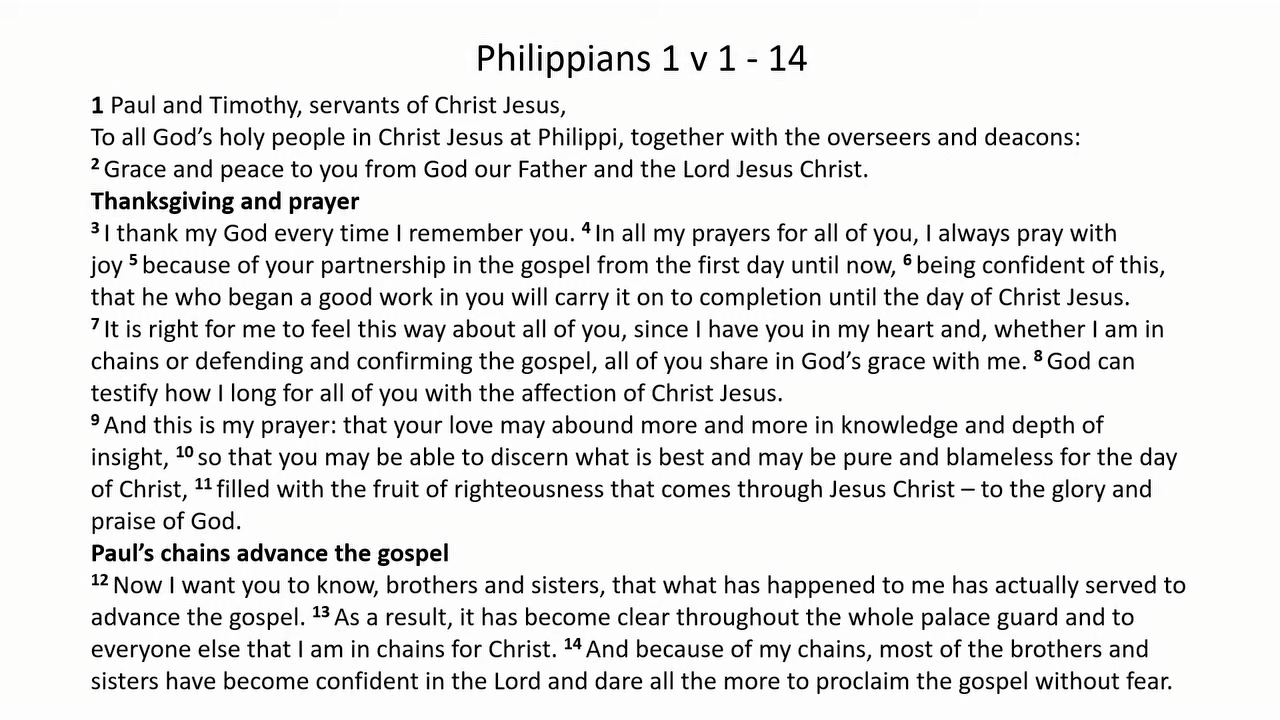 Philippians 1 v 1 - 14
1 Paul and Timothy, servants of Christ Jesus,
To all God’s holy people in Christ Jesus at Philippi, together with the overseers and deacons:
2 Grace and peace to you from God our Father and the Lord Jesus Christ.
Thanksgiving and prayer
3 I thank my God every time I remember you. 4 In all my prayers for all of you, I always pray with
joy 5 because of your partnership in the gospel from the first day until now, 6 being confident of this,
that he who began a good work in you will carry it on to completion until the day of Christ Jesus.
7 It is right for me to feel this way about all of you, since I have you in my heart and, whether I am in
chains or defending and confirming the gospel, all of you share in God’s grace with me. 8 God can
testify how I long for all of you with the affection of Christ Jesus.
9 And this is my prayer: that your love may abound more and more in knowledge and depth of
insight, 10 so that you may be able to discern what is best and may be pure and blameless for the day
of Christ, 11 filled with the fruit of righteousness that comes through Jesus Christ – to the glory and
praise of God.
Paul’s chains advance the gospel
12 Now I want you to know, brothers and sisters, that what has happened to me has actually served to
advance the gospel. 13 As a result, it has become clear throughout the whole palace guard and to
everyone else that I am in chains for Christ. 14 And because of my chains, most of the brothers and
sisters have become confident in the Lord and dare all the more to proclaim the gospel without fear.